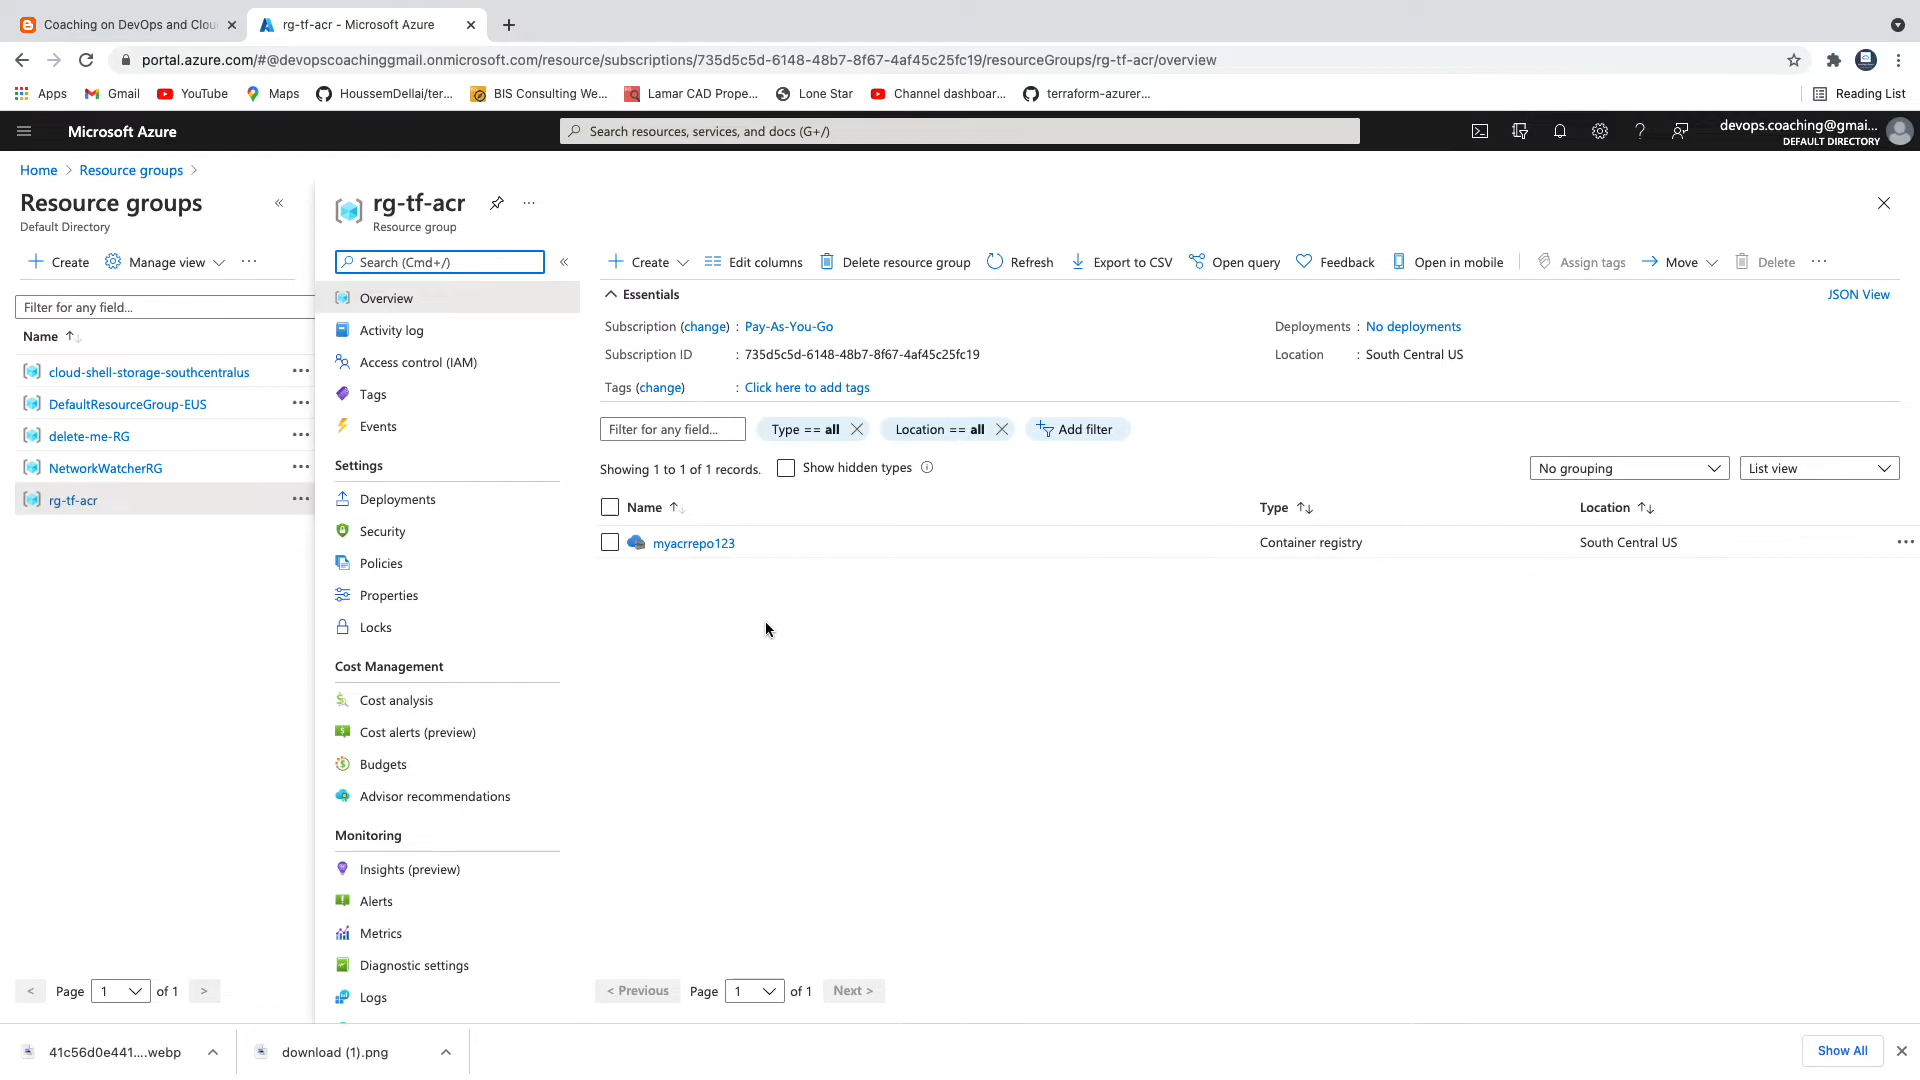 Coaching on DevOps and Clou
rg-tf-acr - Microsoft Azure
portal.azure.com/#@devopscoachinggmail.onmicrosoft.com/resource/subscriptions/735d5c5d-6148-48b7-8f67-4af45c25fc19/resourceGroups/rg-tf-acr/overview
Apps Gmail YouTube Maps HoussemDellai/ter... BIS Consulting We... Lamar CAD Prope... Lone Star Channel dashboar... terraform-azurer... Reading List
Microsoft Azure
Search resources, services, and docs (G+/)
devops.coaching@gmai...
DEFAULT DIRECTORY
Home > Resource groups >
Resource groups
Default Directory
Create Manage view ...
Filter for any field...
Name
cloud-shell-storage-southcentralus
DefaultResourceGroup-EUS
delete-me-RG
NetworkWatcherRG
rg-tf-acr
< Page 1 of 1 >
rg-tf-acr
Resource group
Search (Cmd+/)
Overview
Activity log
Access control (IAM)
Tags
Events
Settings
Deployments
Security
Policies
Properties
Locks
Cost Management
Cost analysis
Cost alerts (preview)
Budgets
Advisor recommendations
Monitoring
Insights (preview)
Alerts
Metrics
Diagnostic settings
Logs
Create Edit columns Delete resource group Refresh Export to CSV Open query Feedback Open in mobile Assign tags Move Delete ...
Essentials
JSON View
Subscription (change) : Pay-As-You-Go
Deployments : No deployments
Subscription ID : 735d5c5d-6148-48b7-8f67-4af45c25fc19
Location : South Central US
Tags (change) : Click here to add tags
Filter for any field... Type == all Location == all Add filter
Showing 1 to 1 of 1 records. Show hidden types
No grouping List view
Name Type Location
myacrrepo123 Container registry South Central US
< Previous Page 1 of 1 Next >
41c56d0e441....webp
download (1).png
Show All